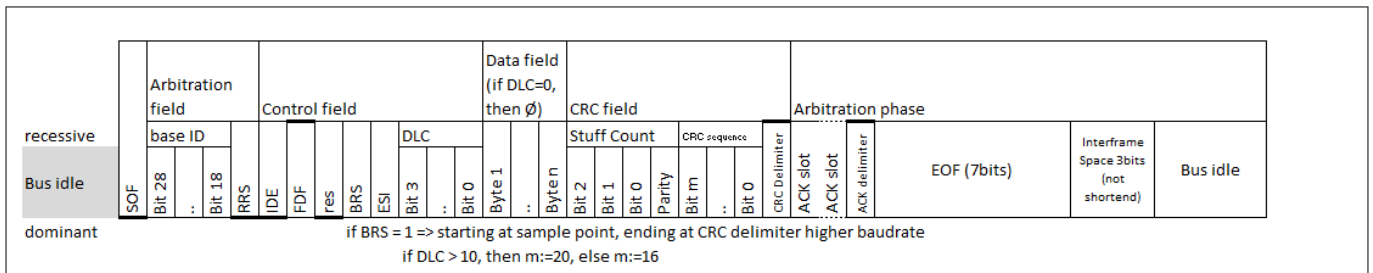 Data field
Arbitration
(if DLC=0,
field
Control field
then Ø)
CRC field
Arbitration phase
recessive
base ID
DLC
Stuff Count
CRC sequence
Bus idle
SOF
Bit 28
..
Bit 18
RRS
IDE
FDF
res
BRS
ESI
Bit 3
..
Bit 0
Byte 1
..
Byte n
Bit 2
Bit 1
Bit 0
Parity
Bit m
..
Bit 0
CRC Delimiter
ACK slot
ACK slot
ACK delimiter
EOF (7bits)
Interframe
Space 3bits
(not
shortend)
Bus idle
dominant
if BRS = 1 => starting at sample point, ending at CRC delimiter higher baudrate
if DLC > 10, then m:=20, else m:=16